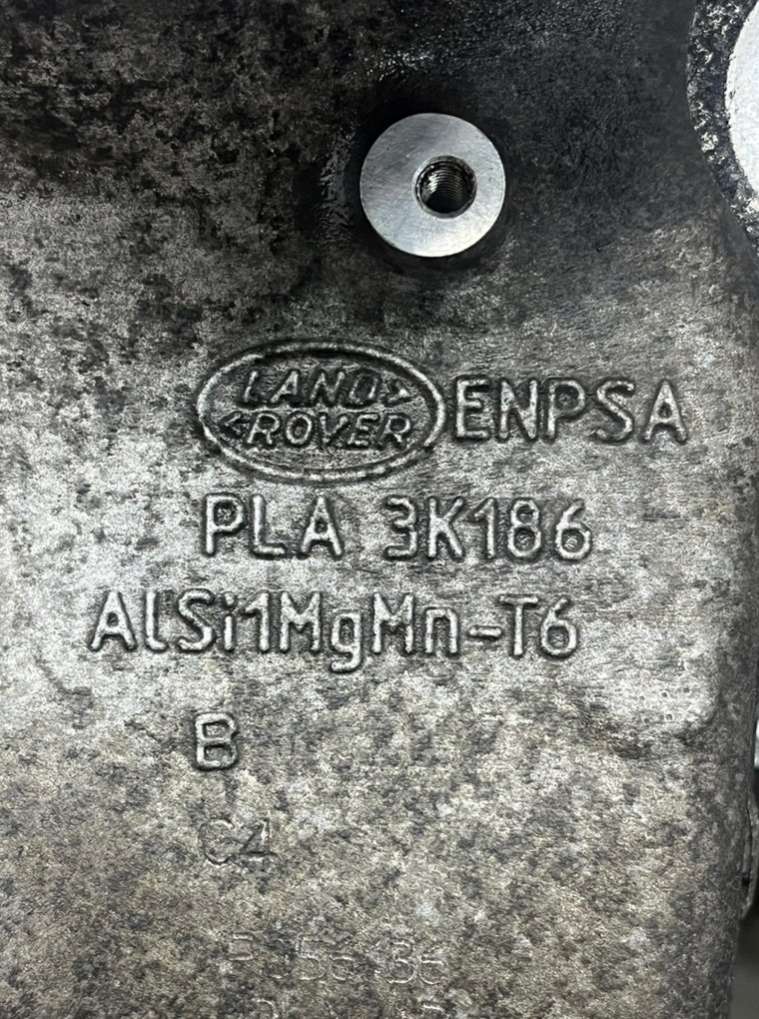 LAND ROVER ENPSA
PLA 3K186
AlSi1MgMn-T6
B
C4